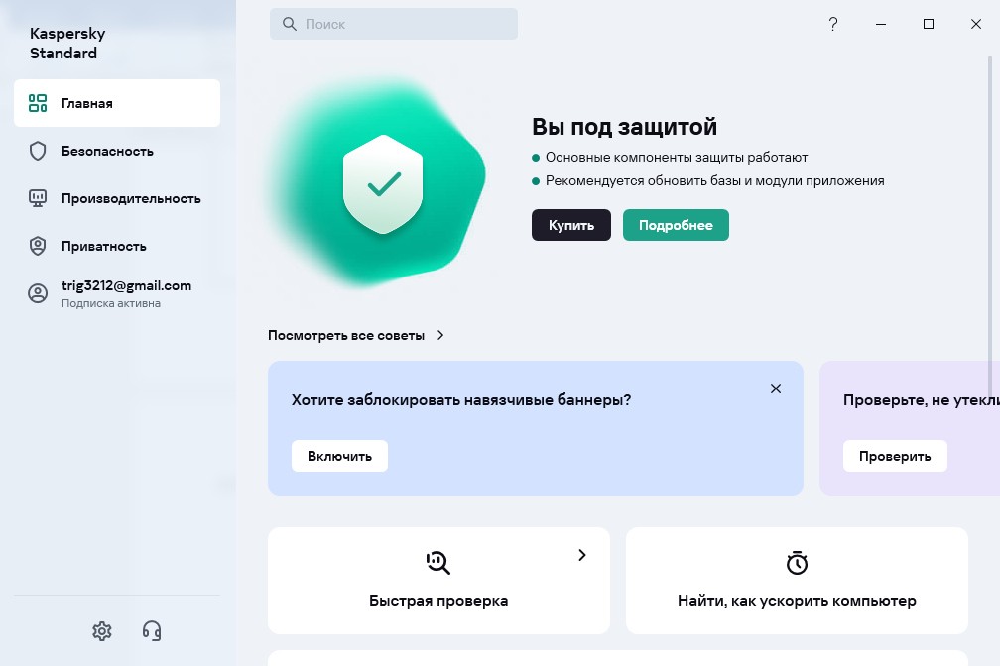 Kaspersky
Standard
Поиск
?
Главная
Безопасность
Производительность
Приватность
trig3212@gmail.com
Подписка активна
Вы под защитой
Основные компоненты защиты работают
Рекомендуется обновить базы и модули приложения
Купить
Подробнее
Посмотреть все советы
Хотите заблокировать навязчивые баннеры?
Включить
Проверьте, не утекли
Проверить
Быстрая проверка
Найти, как ускорить компьютер